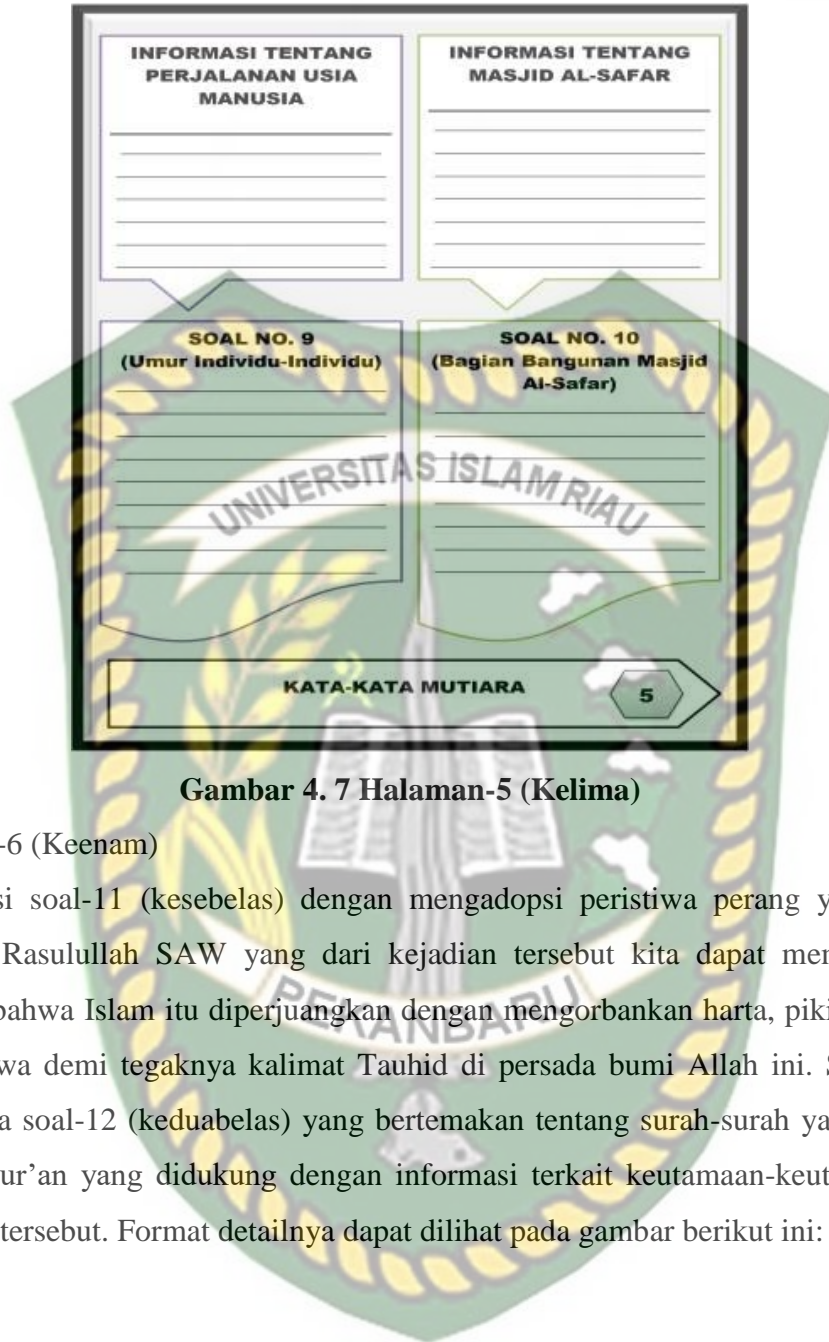 INFORMASI TENTANG
PERJALANAN USIA
MANUSIA
INFORMASI TENTANG
MASJID AL-SAFAR
SOAL NO. 9
(Umur Individu-Individu)
SOAL NO. 10
(Bagian Bangunan Masjid
Al-Safar)
UNIVERSITAS ISLAM RIAU
KATA-KATA MUTIARA
5
Gambar 4. 7 Halaman-5 (Kelima)
-6 (Keenam)
si soal-11 (kesebelas) dengan mengadopsi peristiwa perang y
Rasulullah SAW yang dari kejadian tersebut kita dapat men
bahwa Islam itu diperjuangkan dengan mengorbankan harta, piki
wa demi tegaknya kalimat Tauhid di persada bumi Allah ini. S
a soal-12 (keduabelas) yang bertemakan tentang surah-surah ya
ur’an yang didukung dengan informasi terkait keutamaan-keut
tersebut. Format detailnya dapat dilihat pada gambar berikut ini:
PEKANBARU